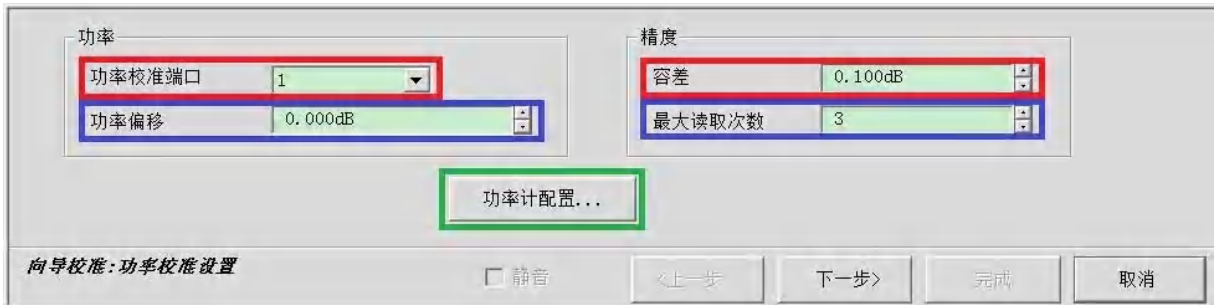 功率
精度
功率校准端口 1
容差 0.100dB
功率偏移 0.000dB
最大读取次数 3
功率计配置...
向导校准:功率校准设置
静音
<上一步
下一步>
完成
取消